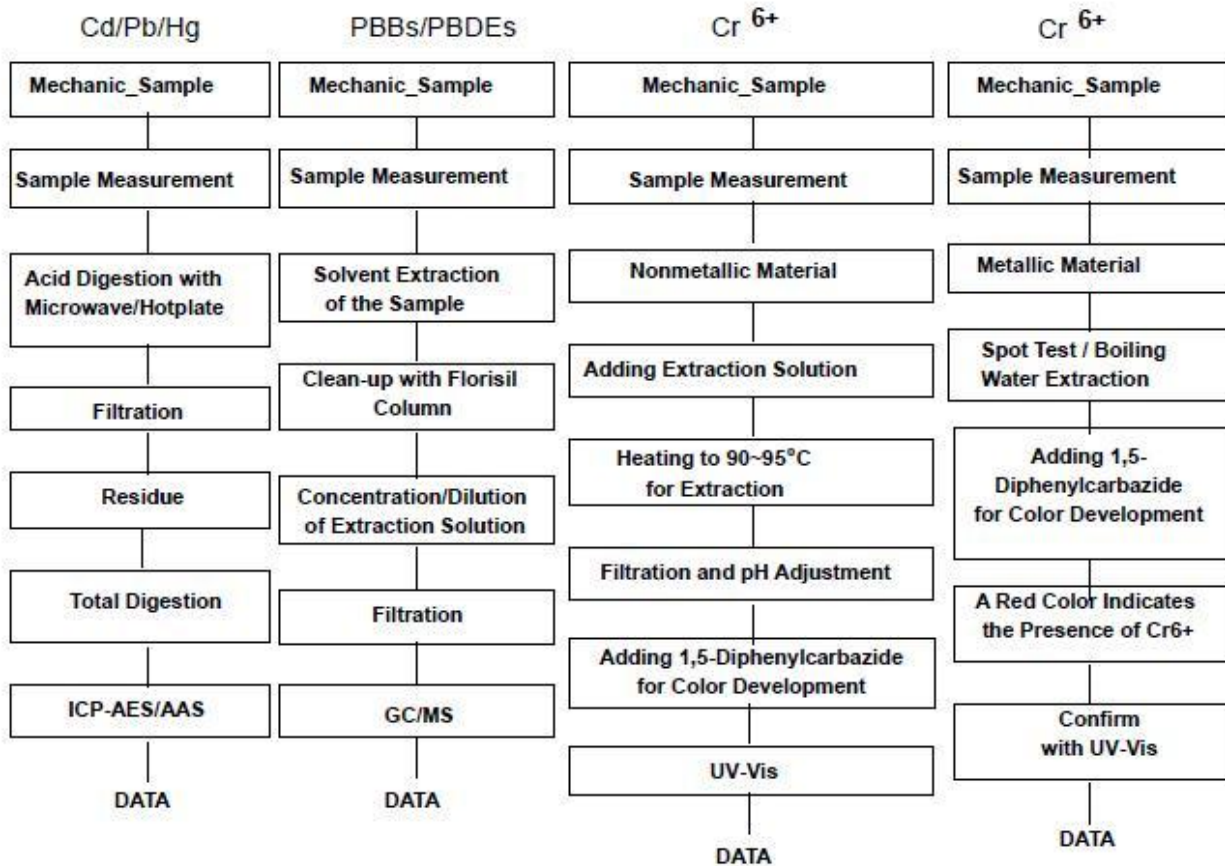 Cd/Pb/Hg
Mechanic_Sample
Sample Measurement
Acid Digestion with
Microwave/Hotplate
Filtration
Residue
Total Digestion
ICP-AES/AAS
DATA
PBBs/PBDEs
Mechanic_Sample
Sample Measurement
Solvent Extraction
of the Sample
Clean-up with Florisil
Column
Concentration/Dilution
of Extraction Solution
Filtration
GC/MS
DATA
Cr 6+
Mechanic_Sample
Sample Measurement
Nonmetallic Material
Adding Extraction Solution
Heating to 90~95°C
for Extraction
Filtration and pH Adjustment
Adding 1,5-Diphenylcarbazide
for Color Development
UV-Vis
DATA
Cr 6+
Mechanic_Sample
Sample Measurement
Metallic Material
Spot Test / Boiling
Water Extraction
Adding 1,5-
Diphenylcarbazide
for Color Development
A Red Color Indicates
the Presence of Cr6+
Confirm
with UV-Vis
DATA